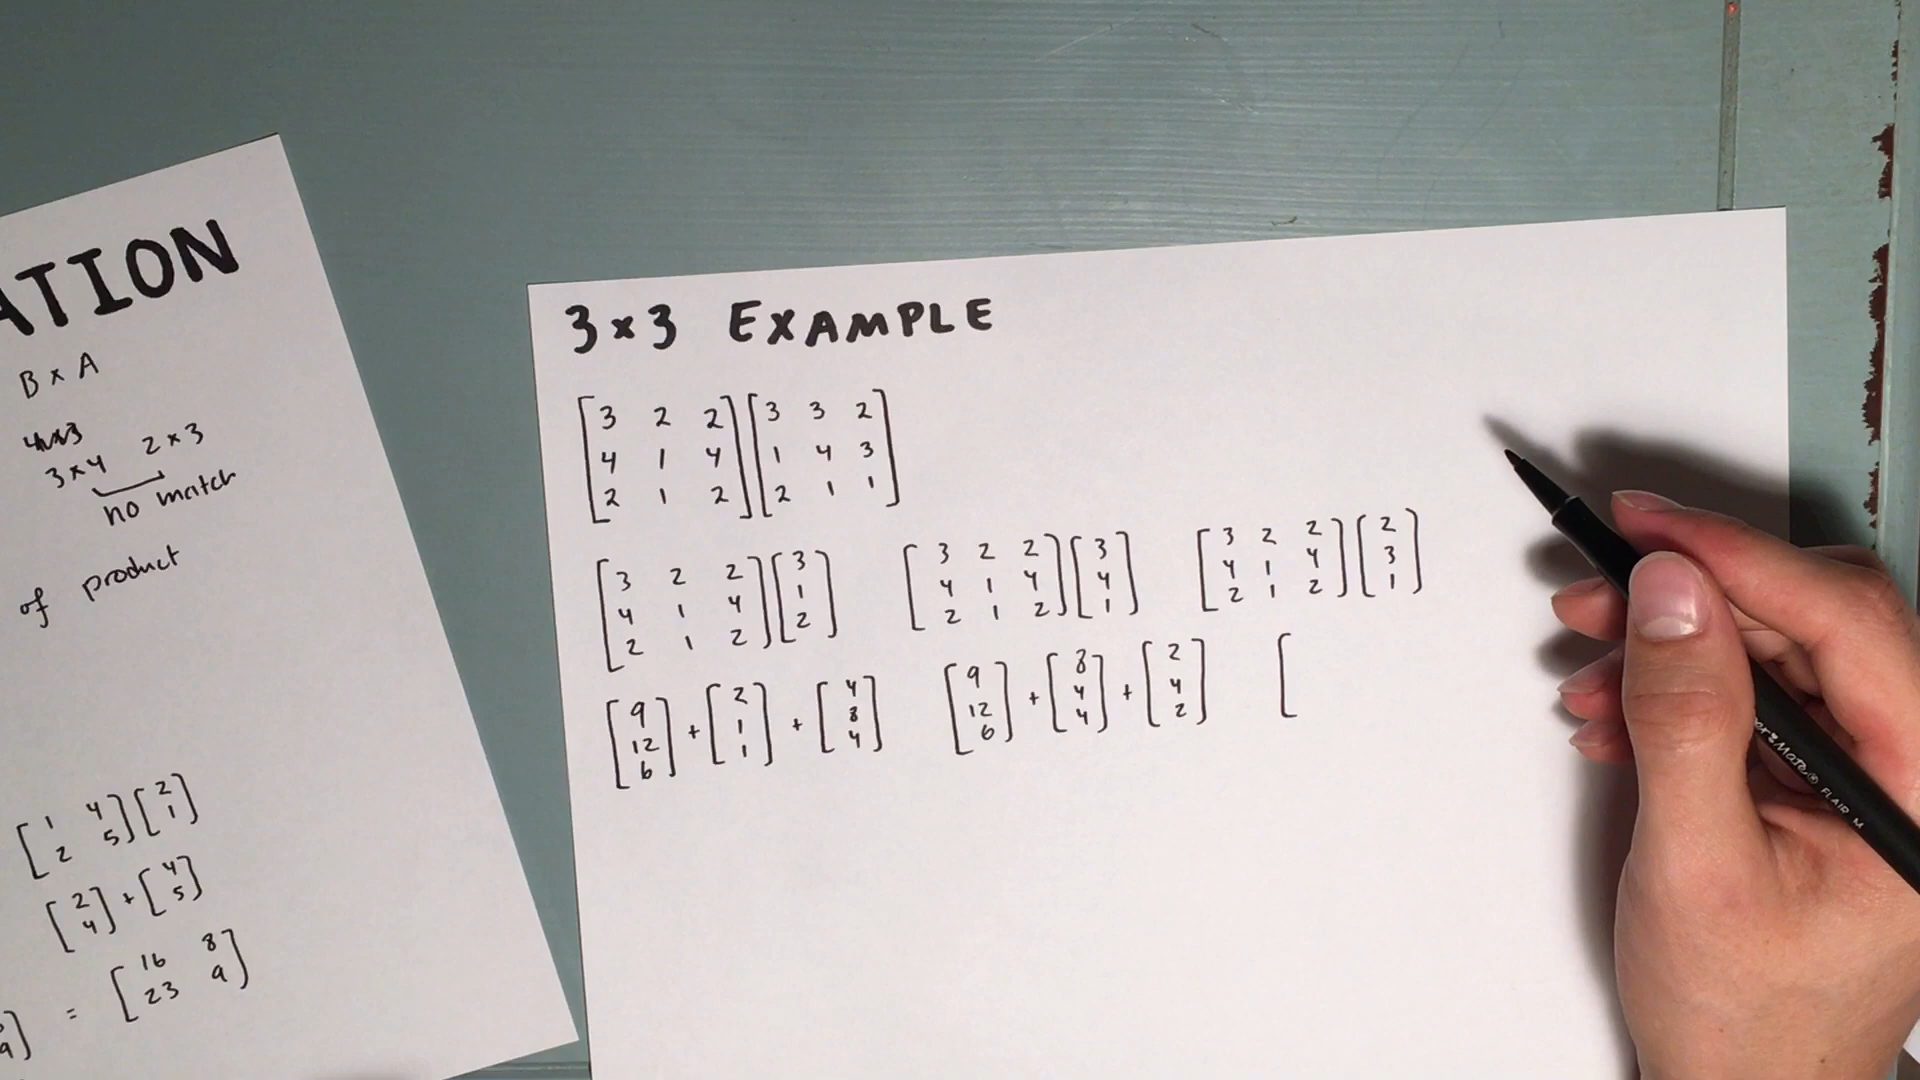 ATION
B x A
3x4 2x3
no match
of product
[1 4] [2]
[2 5] [1]
[2] + [4]
[4]   [5]
= [16 8]
  [23 9]
9]
3x3 EXAMPLE
[3 2 2] [3 3 2]
[4 1 4] [1 4 3]
[2 1 2] [2 1 1]
[3 2 2] [3]   [3 2 2] [3]   [3 2 2] [2]
[4 1 4] [1]   [4 1 4] [4]   [4 1 4] [3]
[2 1 2] [2]   [2 1 2] [1]   [2 1 2] [1]
[9] + [2] + [4]   [9] + [8] + [2]   [
[12] [1] [8]   [12] [4] [4]
[6] [1] [4]   [6] [4] [2]
PaperMate® FLAIR M